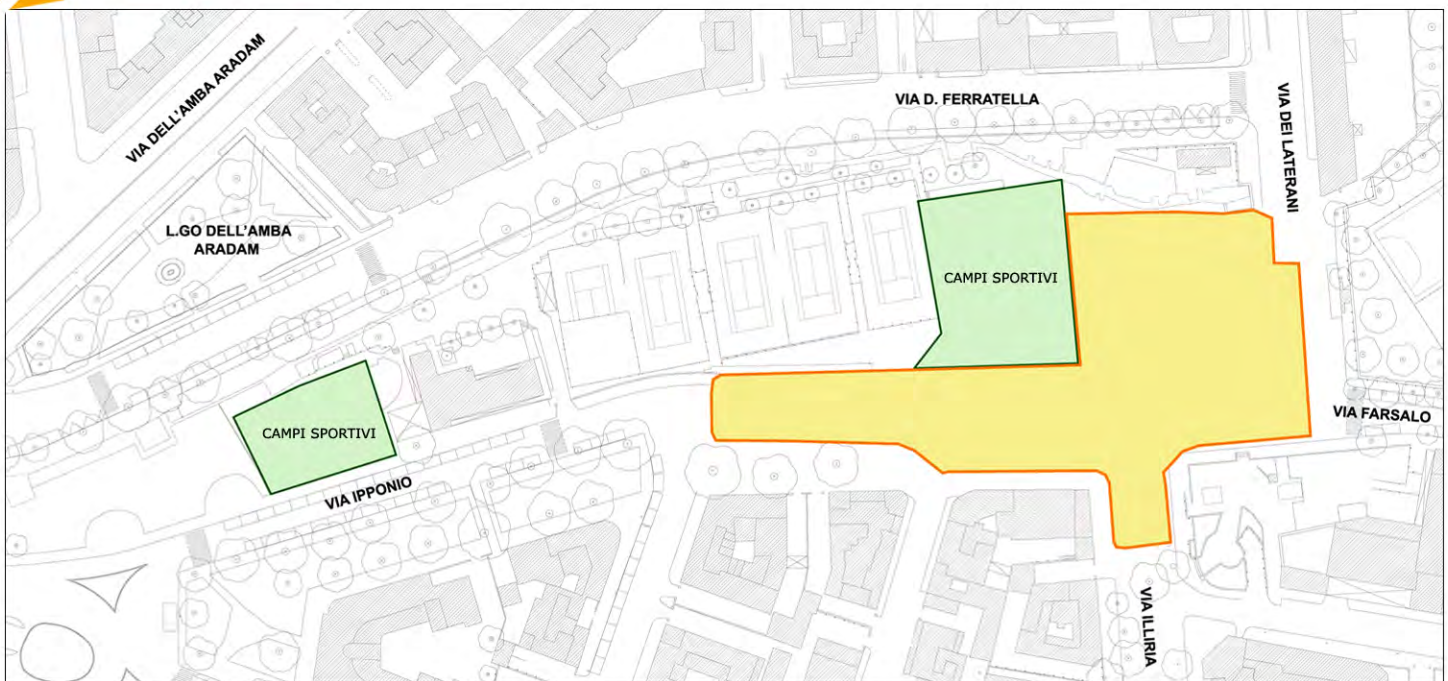 VIA DELL'AMBA ARADAM
VIA D. FERRATELLA
VIA DEI LATERANI
L.GO DELL'AMBA
ARADAM
CAMPI SPORTIVI
CAMPI SPORTIVI
VIA FARSALO
VIA IPPONIO
VIA ILLIRIA